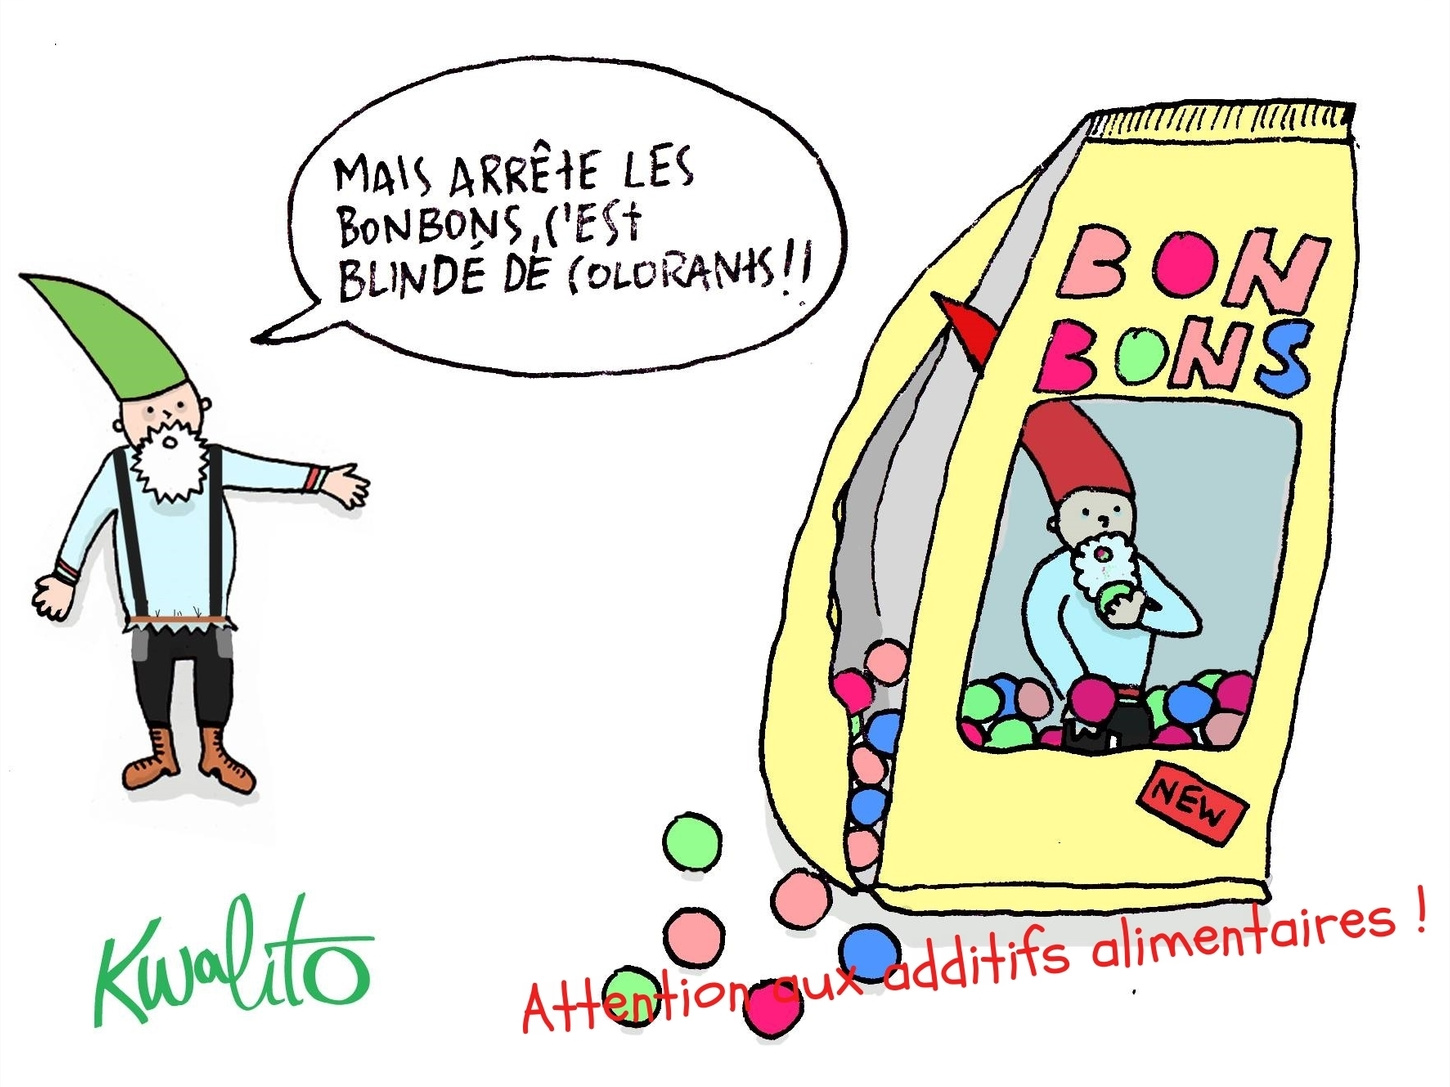 MAIS ARRÊTE LES
BONBONS, C'EST
BLINDÉ DE COLORANTS!!
BON
BONS
NEW
Kwalito
Attention aux additifs alimentaires !